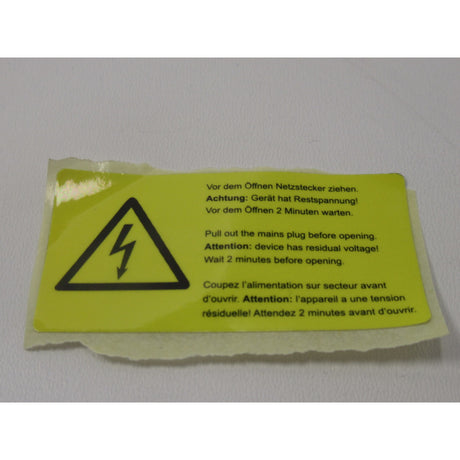 Vor dem Öffnen Netzstecker ziehen.
Achtung: Gerät hat Restspannung!
Vor dem Öffnen 2 Minuten warten.
Pull out the mains plug before opening.
Attention: device has residual voltage!
Wait 2 minutes before opening.
Coupez l'alimentation sur secteur avant
d'ouvrir. Attention: l'appareil a une tension
résiduelle! Attendez 2 minutes avant d'ouvrir.